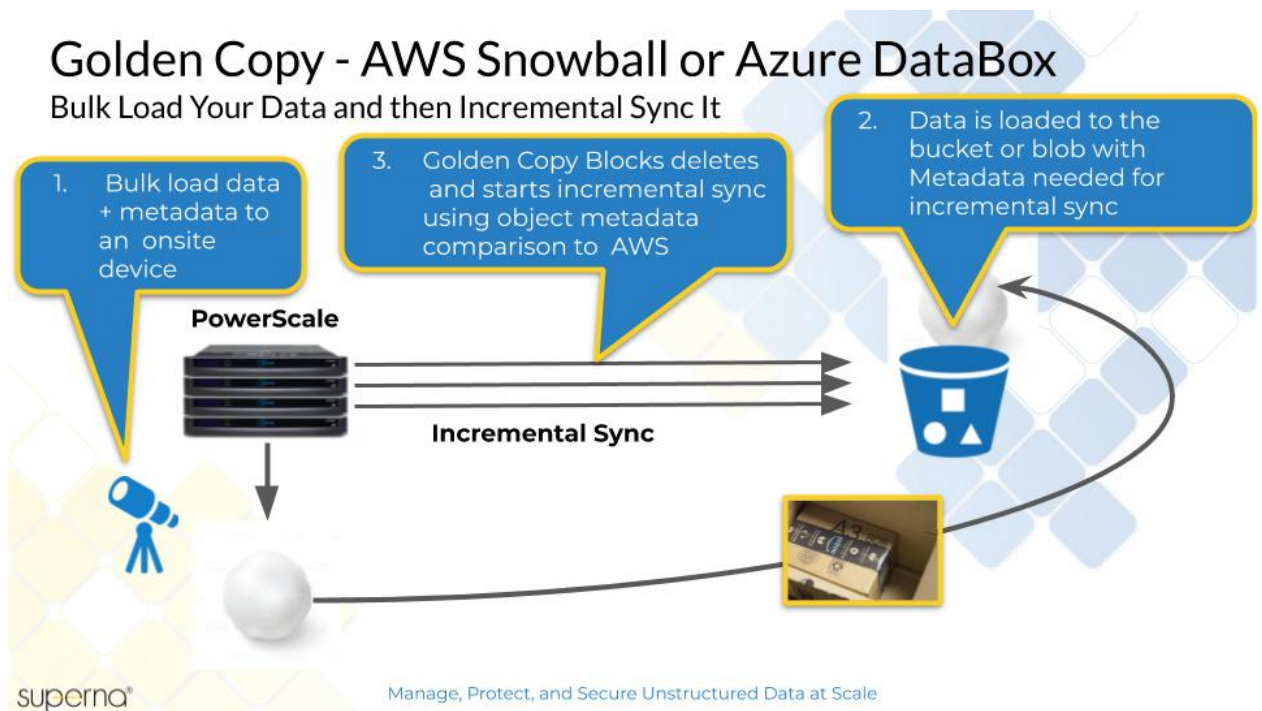 Golden Copy - AWS Snowball or Azure DataBox
Bulk Load Your Data and then Incremental Sync It
1. Bulk load data
+ metadata to
an onsite
device
3. Golden Copy Blocks deletes
and starts incremental sync
using object metadata
comparison to AWS
2. Data is loaded to the
bucket or blob with
Metadata needed for
incremental sync
PowerScale
Incremental Sync
A3
superna®
Manage, Protect, and Secure Unstructured Data at Scale